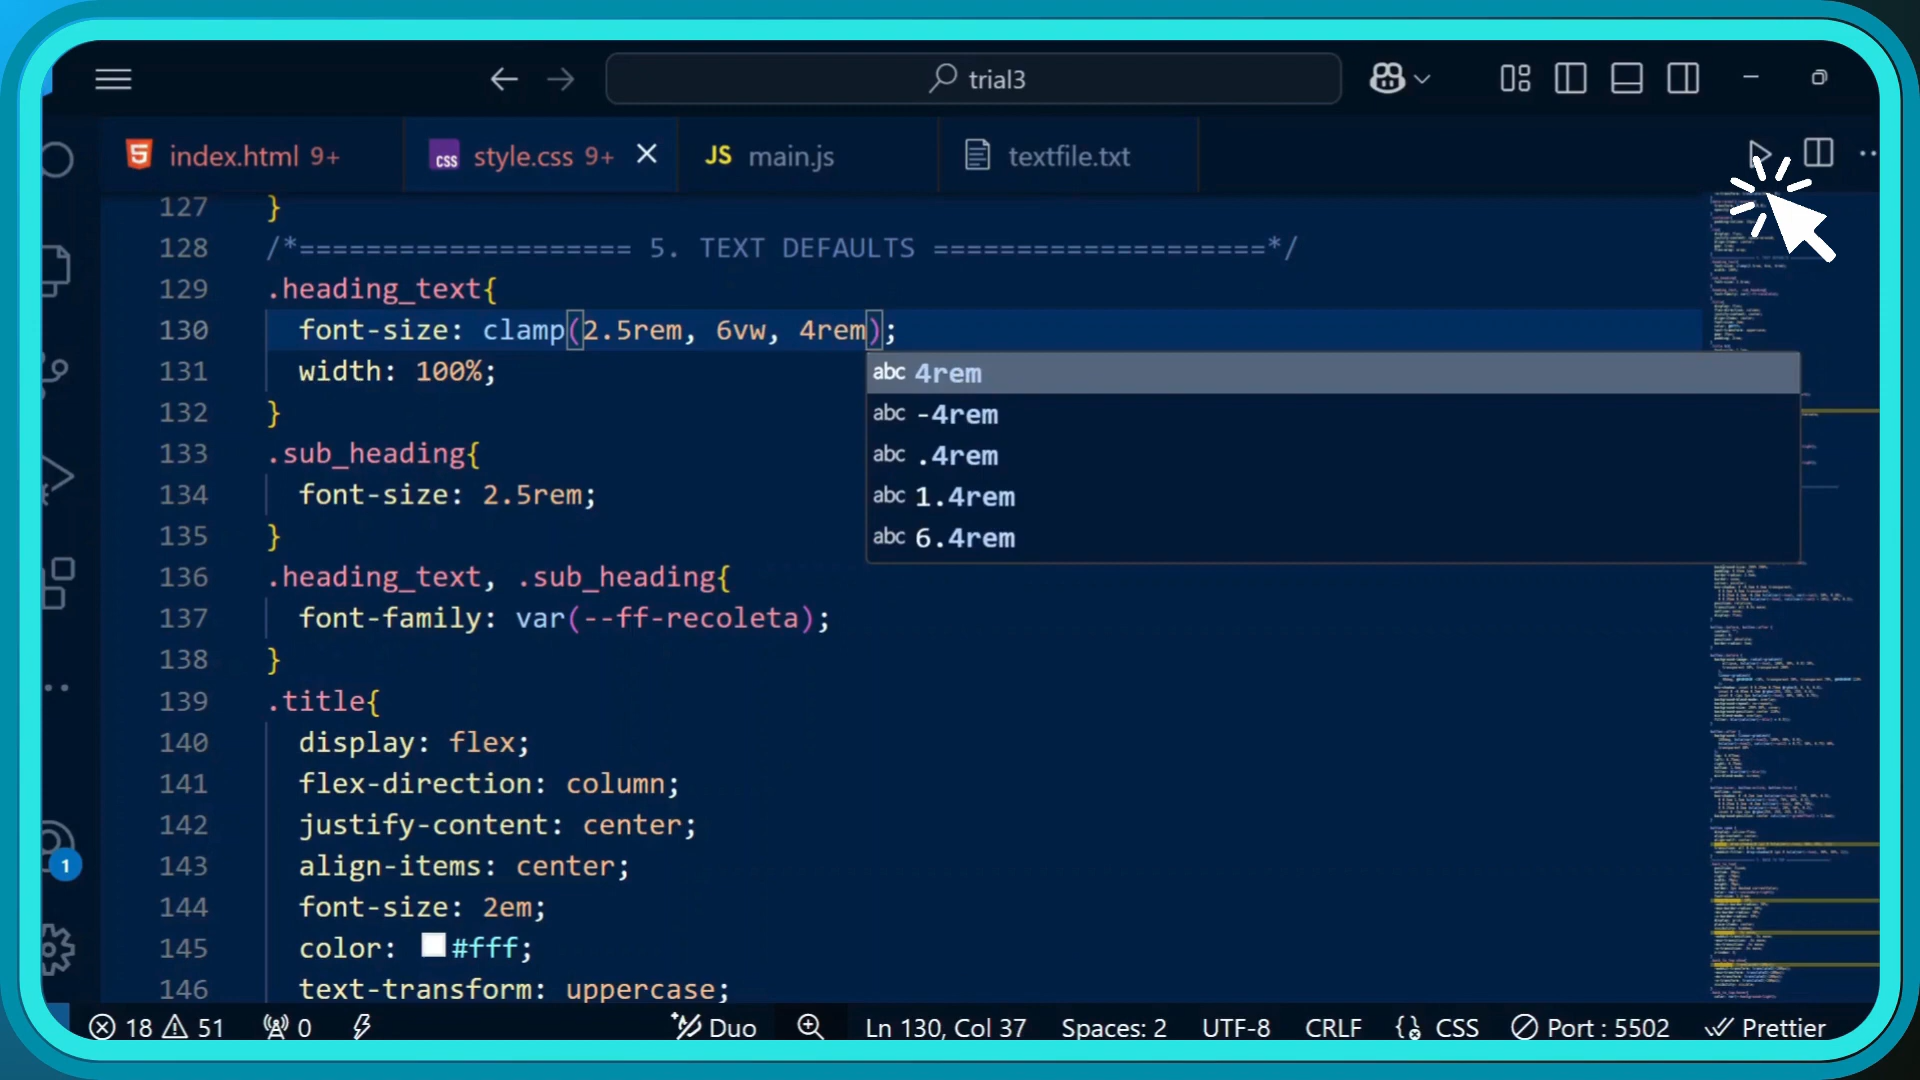 trial3
index.html 9+
css style.css 9+
JS main.js
textfile.txt
127 }
128 /*==================== 5. TEXT DEFAULTS ====================*/
129 .heading_text{
130 font-size: clamp(2.5rem, 6vw, 4rem);
131 width: 100%;
132 }
133 .sub_heading{
134 font-size: 2.5rem;
135 }
136 .heading_text, .sub_heading{
137 font-family: var(--ff-recoleta);
138 }
139 .title{
140 display: flex;
141 flex-direction: column;
142 justify-content: center;
143 align-items: center;
144 font-size: 2em;
145 color: #fff;
146 text-transform: uppercase;
abc 4rem
abc -4rem
abc .4rem
abc 1.4rem
abc 6.4rem
1
18 51 0 Duo Ln 130, Col 37 Spaces: 2 UTF-8 CRLF CSS Port : 5502 Prettier